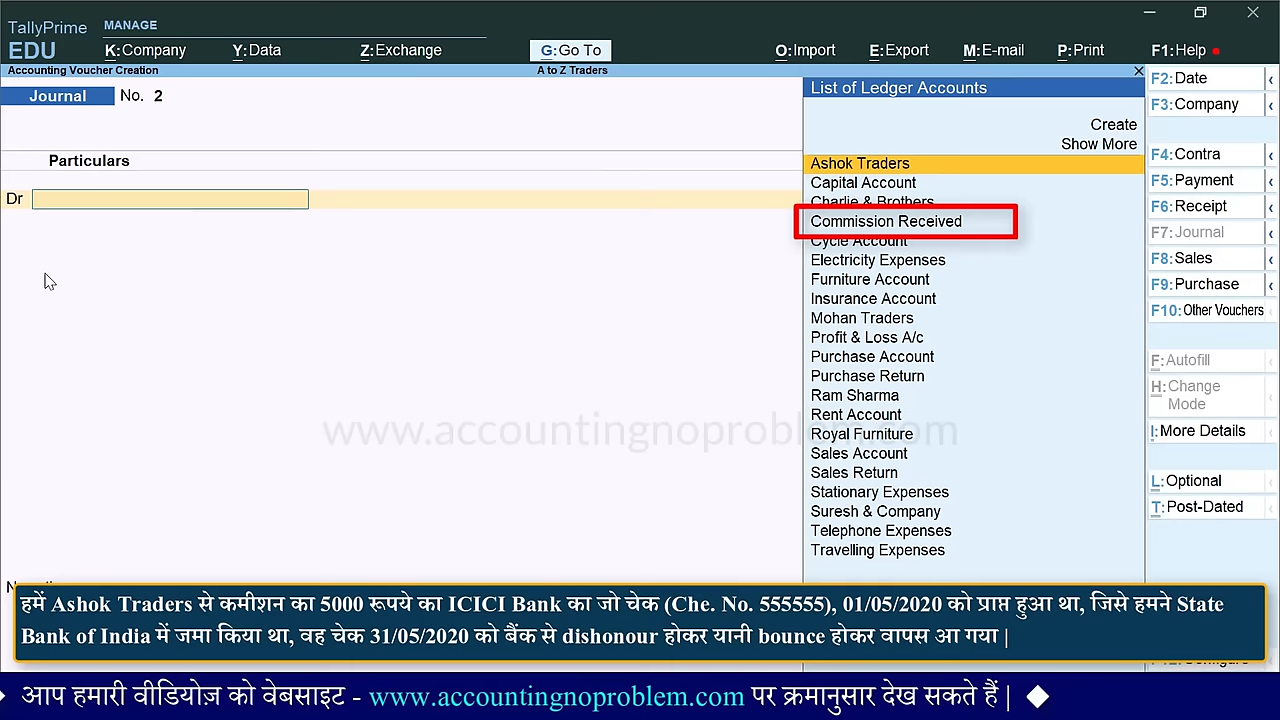 TallyPrime
EDU
MANAGE
K:Company Y:Data Z:Exchange G:Go To O:Import E:Export M:E-mail P:Print F1:Help
Accounting Voucher Creation A to Z Traders
Journal No. 2
Particulars
Dr
List of Ledger Accounts
Create
Show More
Ashok Traders
Capital Account
Charlie & Brothers
Commission Received
Cycle Account
Electricity Expenses
Furniture Account
Insurance Account
Mohan Traders
Profit & Loss A/c
Purchase Account
Purchase Return
Ram Sharma
Rent Account
Royal Furniture
Sales Account
Sales Return
Stationary Expenses
Suresh & Company
Telephone Expenses
Travelling Expenses
F2:Date
F3:Company
F4:Contra
F5:Payment
F6:Receipt
F7:Journal
F8:Sales
F9:Purchase
F10:Other Vouchers
F:Autofill
H:Change
Mode
I:More Details
L:Optional
T:Post-Dated
www.accountingnoproblem.com
हमें Ashok Traders से कमीशन का 5000 रूपये का ICICI Bank का जो चेक (Che. No. 555555), 01/05/2020 को प्राप्त हुआ था, जिसे हमने State
Bank of India में जमा किया था, वह चेक 31/05/2020 को बैंक से dishonour होकर यानी bounce होकर वापस आ गया |
आप हमारी वीडियोज़ को वेबसाइट - www.accountingnoproblem.com पर क्रमानुसार देख सकते हैं |